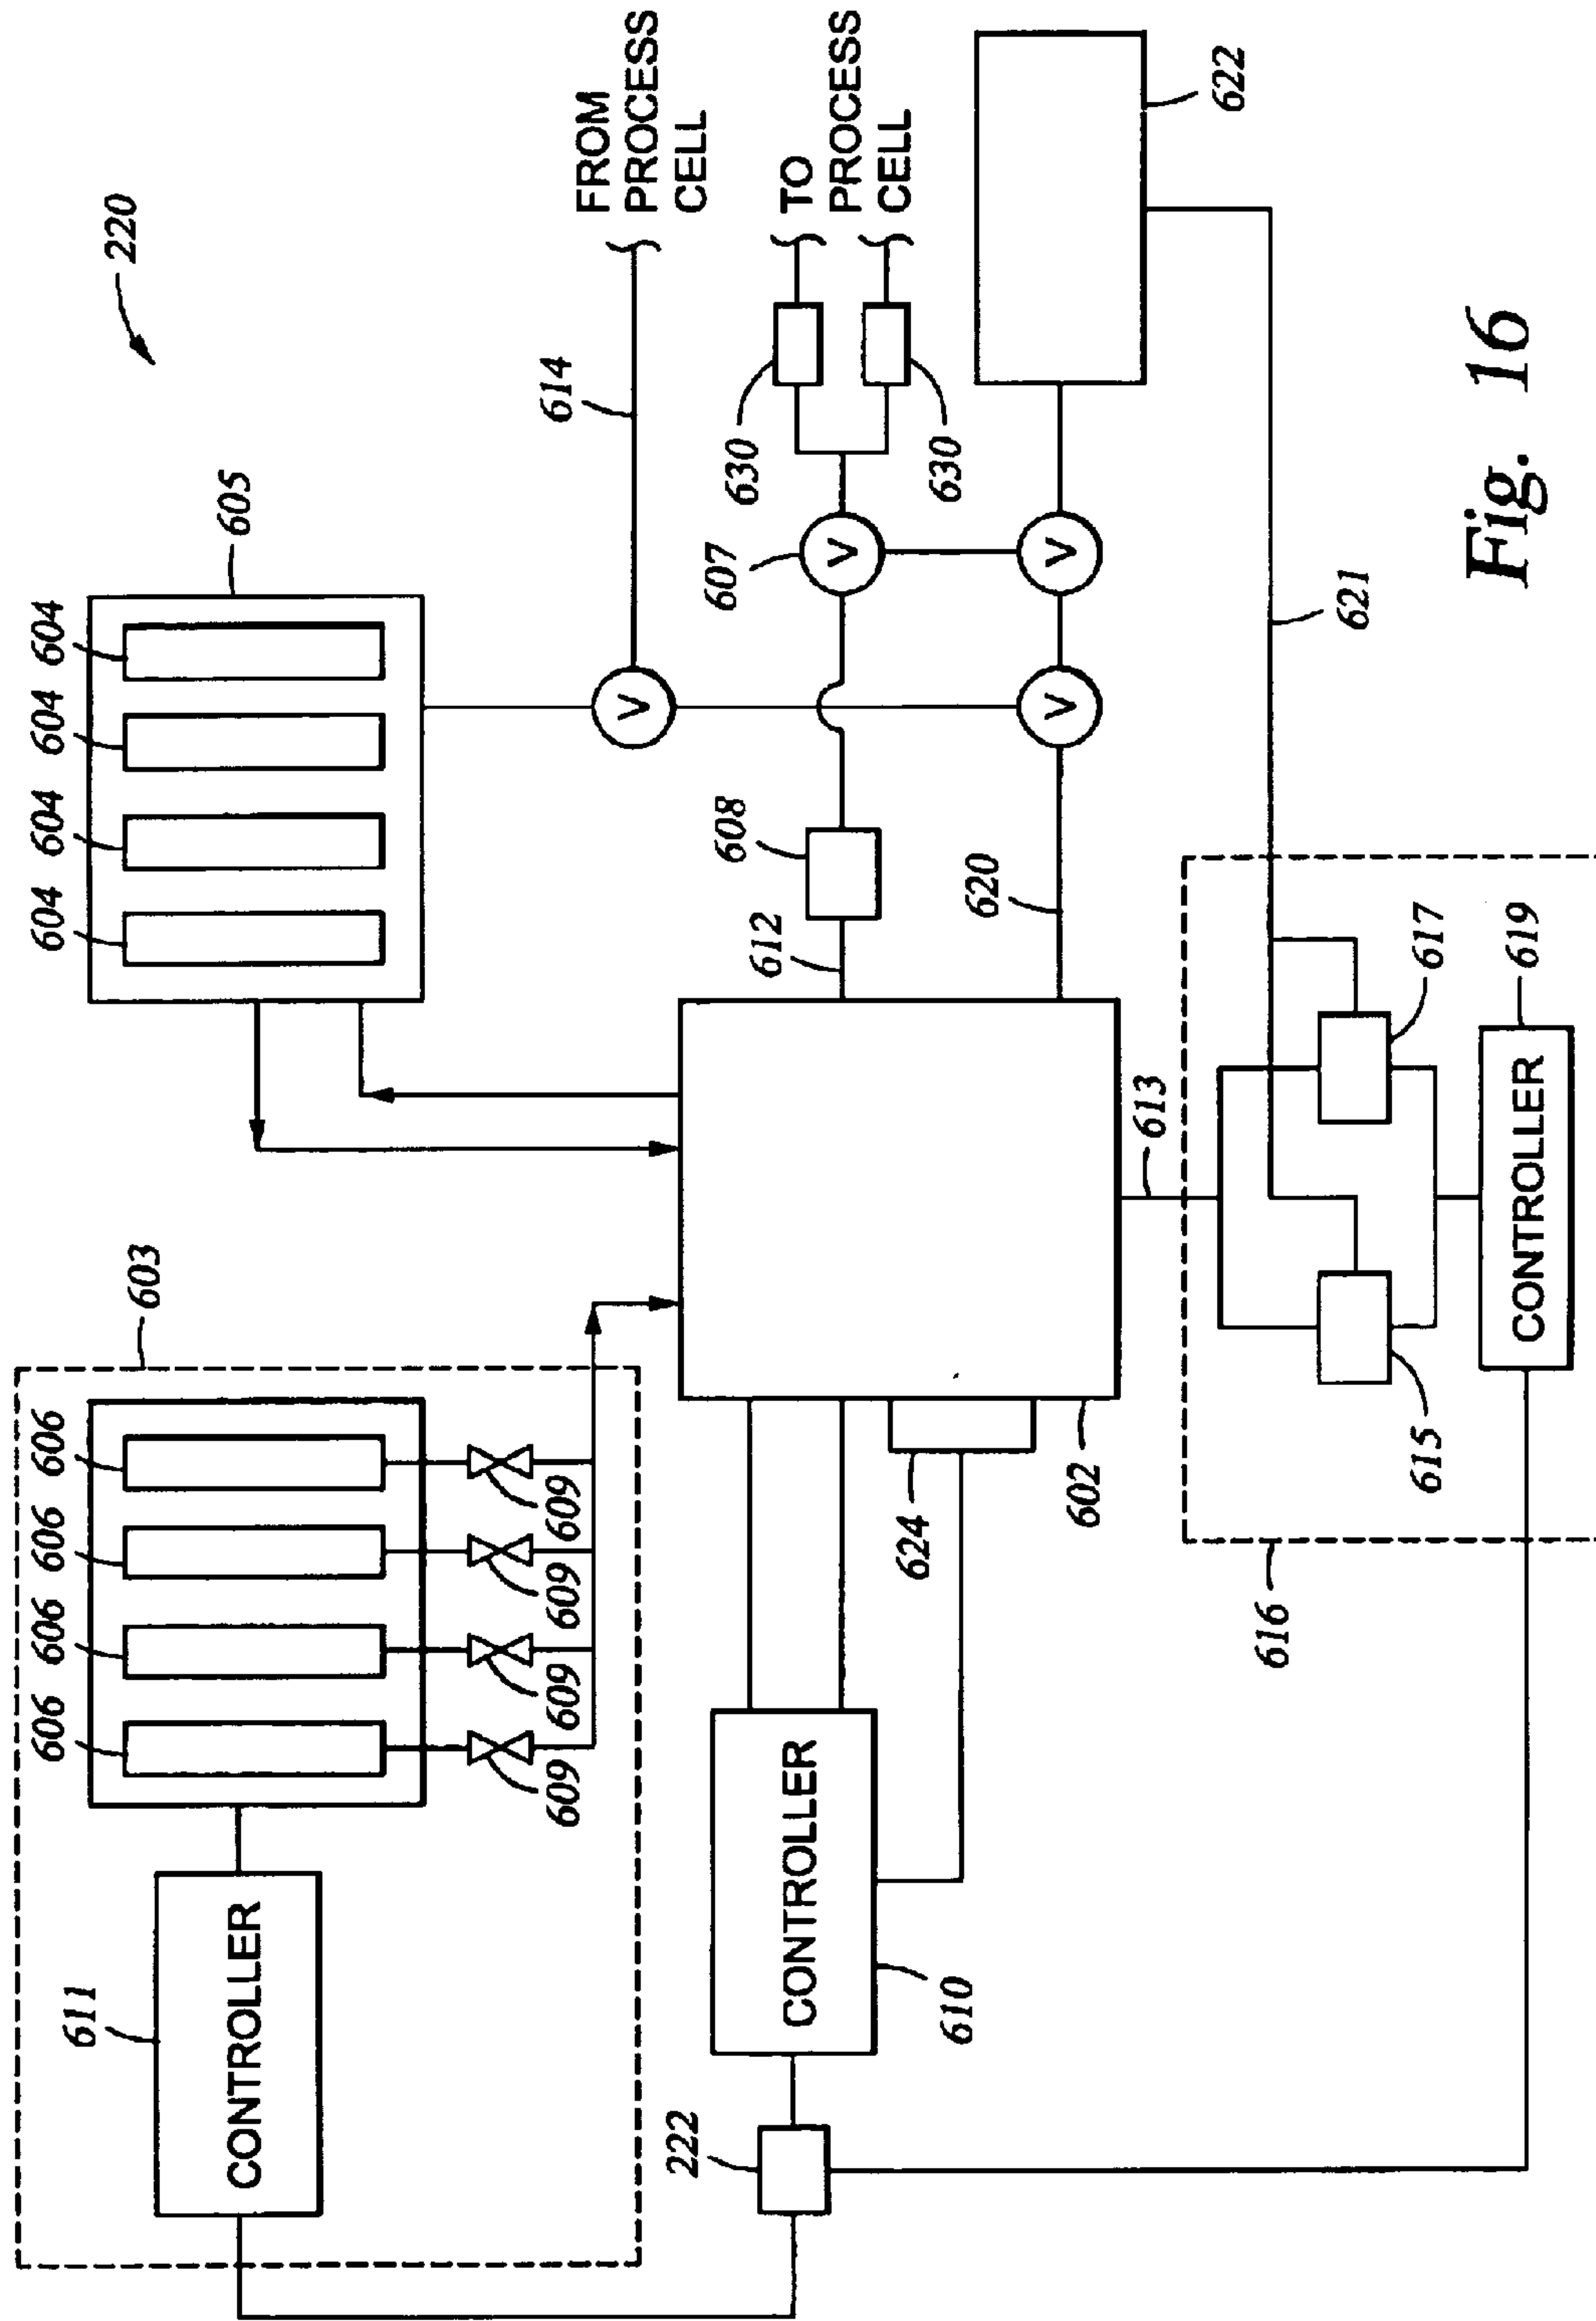 220
603
606
606
606
606
604
604
604
604
605
611
CONTROLLER
609
609
609
609
614
FROM
PROCESS
CELL
222
CONTROLLER
610
624
602
612
608
607
V
V
V
V
630
630
TO
PROCESS
CELL
620
622
613
621
616
615
617
CONTROLLER
619
Fig. 16